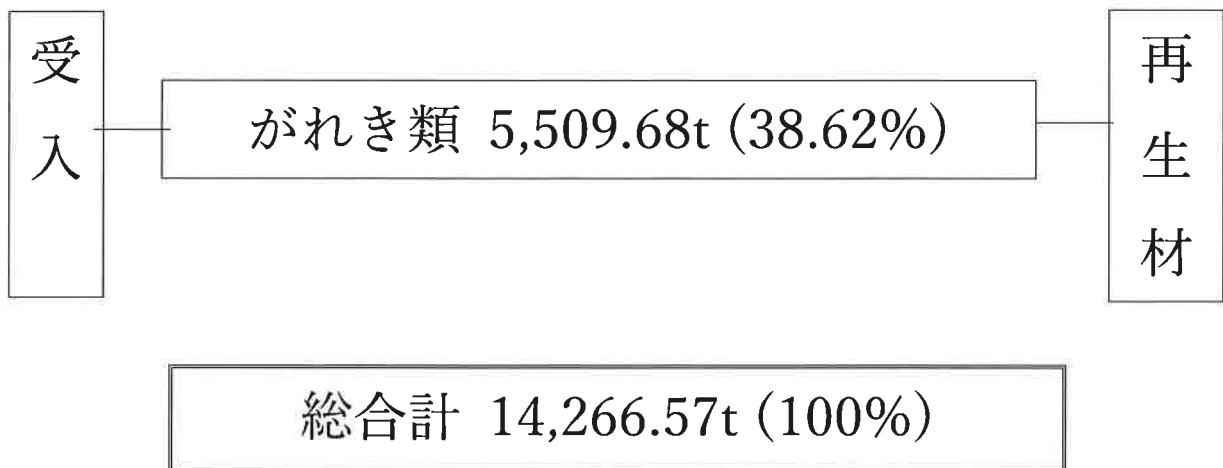 受入
がれき類 5,509.68t (38.62%)
再生材
総合計 14,266.57t (100%)